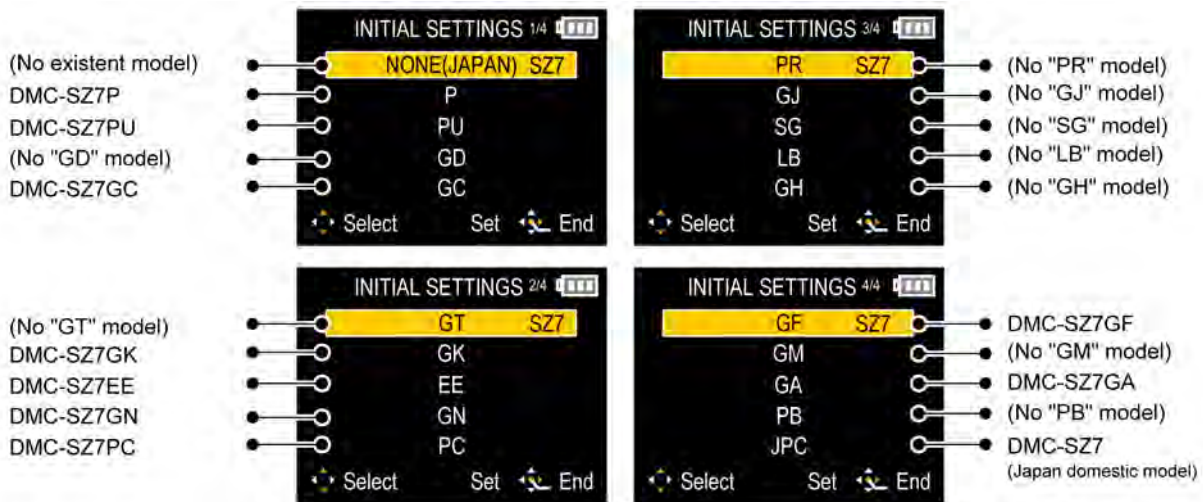 INITIAL SETTINGS 1/4
(No existent model) NONE(JAPAN) SZ7
DMC-SZ7P P
DMC-SZ7PU PU
(No "GD" model) GD
DMC-SZ7GC GC
Select Set End
INITIAL SETTINGS 3/4
PR SZ7 (No "PR" model)
GJ (No "GJ" model)
SG (No "SG" model)
LB (No "LB" model)
GH (No "GH" model)
Select Set End
INITIAL SETTINGS 2/4
(No "GT" model) GT SZ7
DMC-SZ7GK GK
DMC-SZ7EE EE
DMC-SZ7GN GN
DMC-SZ7PC PC
Select Set End
INITIAL SETTINGS 4/4
GF SZ7 DMC-SZ7GF
GM (No "GM" model)
GA DMC-SZ7GA
PB (No "PB" model)
JPC DMC-SZ7
(Japan domestic model)
Select Set End